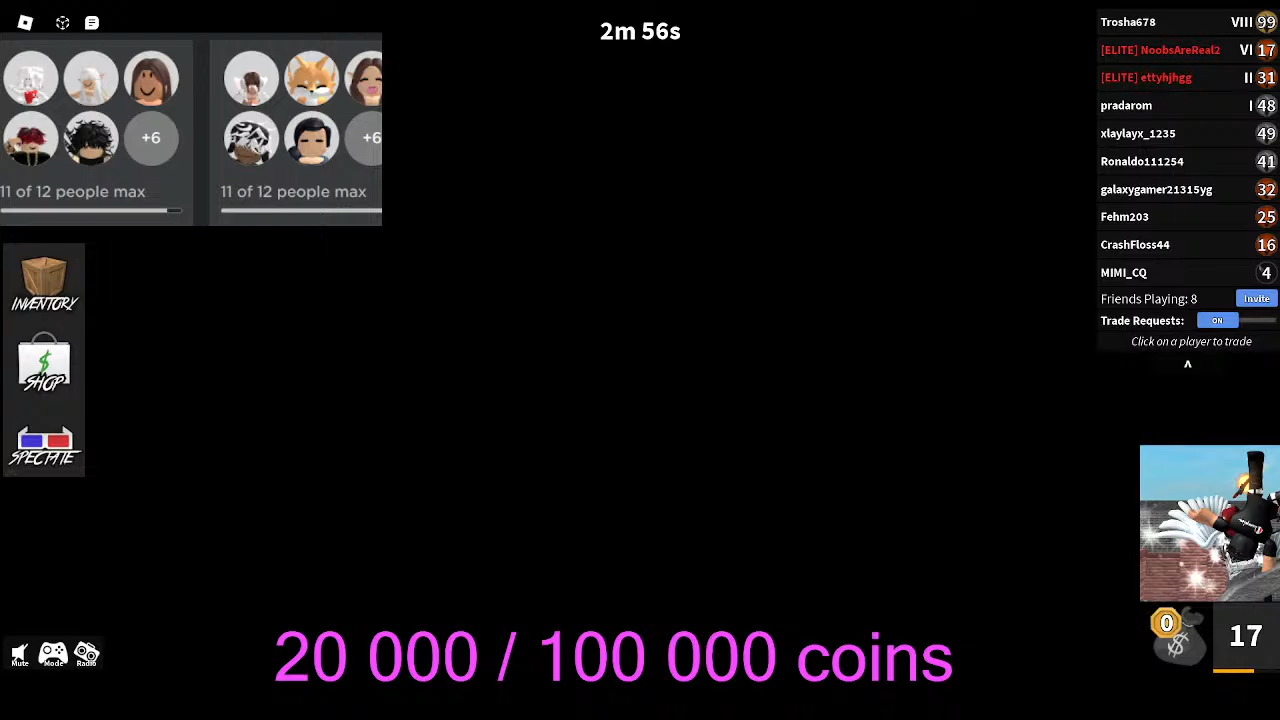 2m 56s
+6
+6
11 of 12 people max
11 of 12 people max
INVENTORY
SHOP
SPECTATE
Mute
Mode
Radio
Trosha678 VIII 99
[ELITE] NoobsAreReal2 VI 17
[ELITE] ettyhjhgg II 31
pradarom I 48
xlaylayx_1235 49
Ronaldo111254 41
galaxygamer21315yg 32
Fehm203 25
CrashFloss44 16
MIMI_CQ 4
Friends Playing: 8 Invite
Trade Requests: ON
Click on a player to trade
0
17
20 000 / 100 000 coins